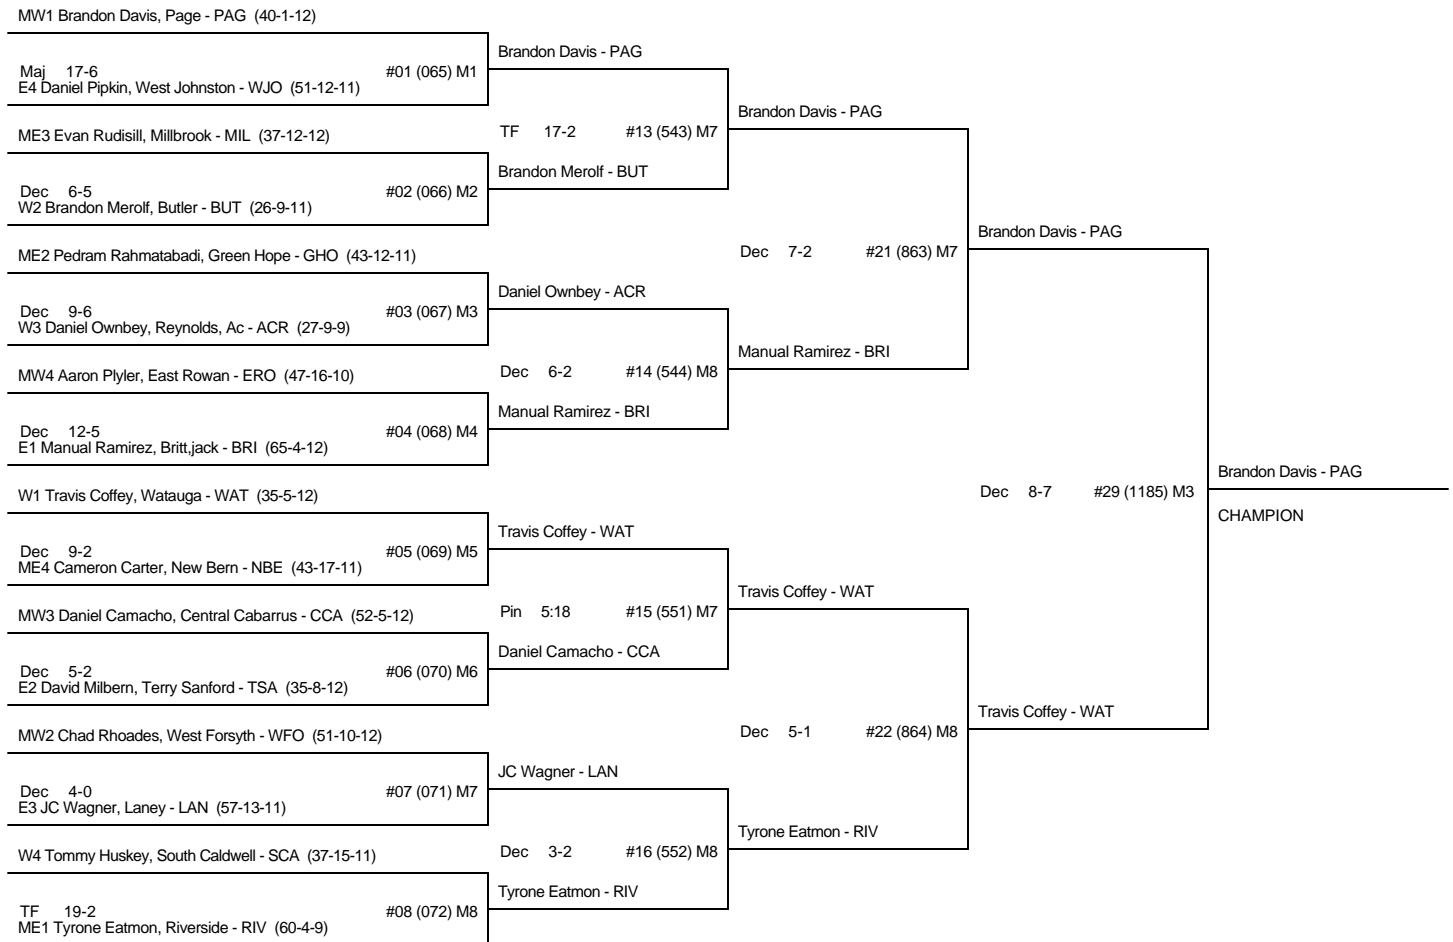 MW1 Brandon Davis, Page - PAG (40-1-12)
Brandon Davis - PAG
Maj 17-6 #01 (065) M1
E4 Daniel Pipkin, West Johnston - WJO (51-12-11)
Brandon Davis - PAG
ME3 Evan Rudisill, Millbrook - MIL (37-12-12)
TF 17-2 #13 (543) M7
Brandon Merolf - BUT
Dec 6-5 #02 (066) M2
W2 Brandon Merolf, Butler - BUT (26-9-11)
Brandon Davis - PAG
ME2 Pedram Rahmatabadi, Green Hope - GHO (43-12-11)
Dec 7-2 #21 (863) M7
Daniel Ownbey - ACR
Dec 9-6 #03 (067) M3
W3 Daniel Ownbey, Reynolds, Ac - ACR (27-9-9)
Manual Ramirez - BRI
MW4 Aaron Plyler, East Rowan - ERO (47-16-10)
Dec 6-2 #14 (544) M8
Manual Ramirez - BRI
Dec 12-5 #04 (068) M4
E1 Manual Ramirez, Britt,jack - BRI (65-4-12)
Brandon Davis - PAG
W1 Travis Coffey, Watauga - WAT (35-5-12)
Dec 8-7 #29 (1185) M3
CHAMPION
Travis Coffey - WAT
Dec 9-2 #05 (069) M5
ME4 Cameron Carter, New Bern - NBE (43-17-11)
Travis Coffey - WAT
MW3 Daniel Camacho, Central Cabarrus - CCA (52-5-12)
Pin 5:18 #15 (551) M7
Daniel Camacho - CCA
Dec 5-2 #06 (070) M6
E2 David Milbern, Terry Sanford - TSA (35-8-12)
Travis Coffey - WAT
MW2 Chad Rhoades, West Forsyth - WFO (51-10-12)
Dec 5-1 #22 (864) M8
JC Wagner - LAN
Dec 4-0 #07 (071) M7
E3 JC Wagner, Laney - LAN (57-13-11)
Tyrone Eatmon - RIV
W4 Tommy Huskey, South Caldwell - SCA (37-15-11)
Dec 3-2 #16 (552) M8
Tyrone Eatmon - RIV
TF 19-2 #08 (072) M8
ME1 Tyrone Eatmon, Riverside - RIV (60-4-9)